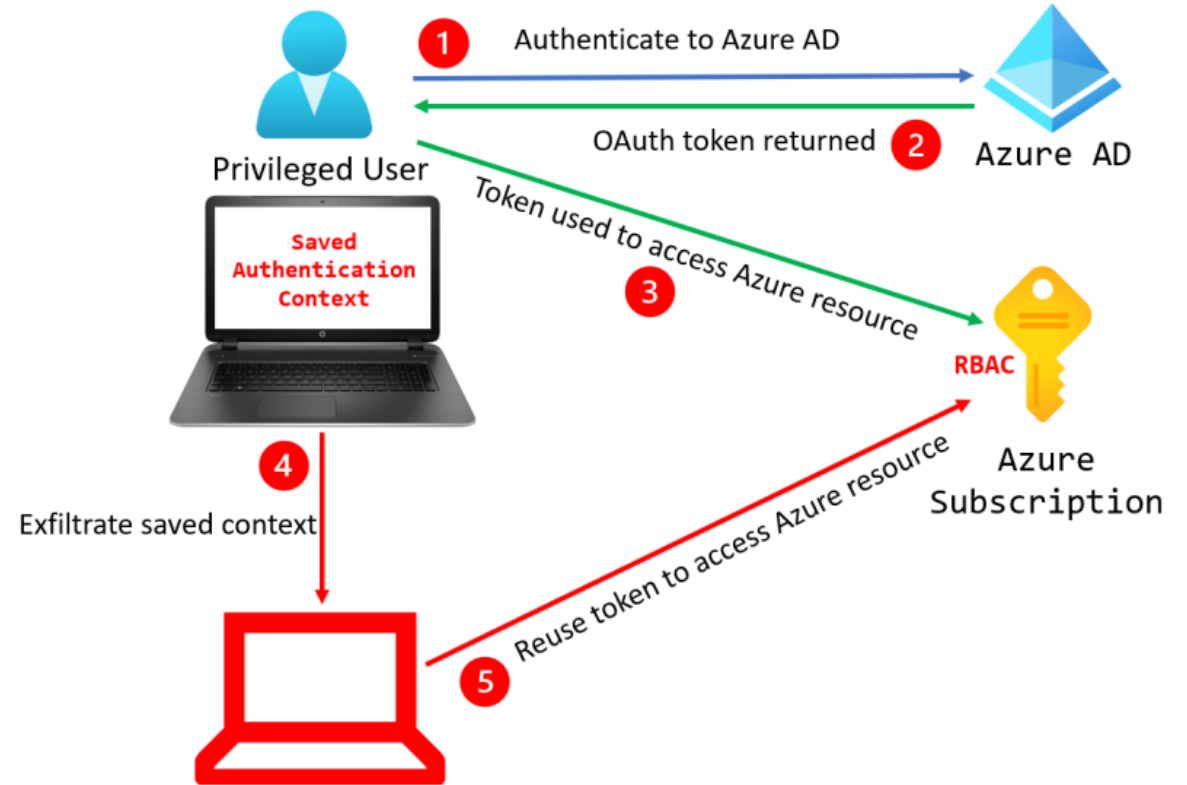 1
Authenticate to Azure AD
OAuth token returned
2
Azure AD
Privileged User
Token used to access Azure resource
3
Saved
Authentication
Context
RBAC
Azure
Subscription
4
Exfiltrate saved context
Reuse token to access Azure resource
5